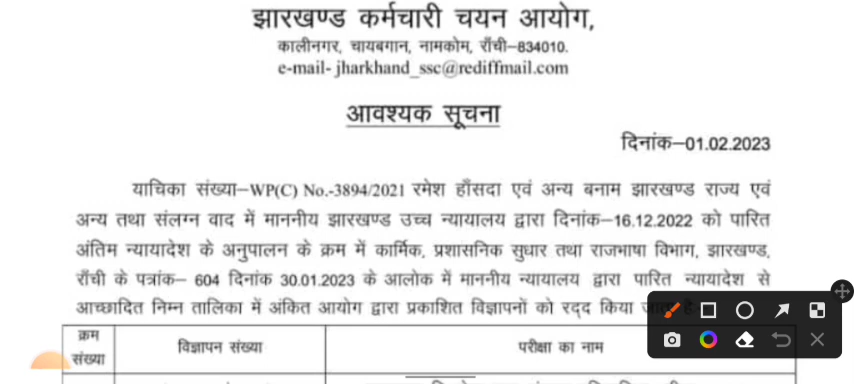 झारखण्ड कर्मचारी चयन आयोग,
कालीनगर, चायबगान, नामकोम, राँची–834010.
e-mail- jharkhand_ssc@rediffmail.com
आवश्यक सूचना
दिनांक–01.02.2023
याचिका संख्या–WP(C) No.-3894/2021 रमेश हाँसदा एवं अन्य बनाम झारखण्ड राज्य एवं
अन्य तथा संलग्न वाद में माननीय झारखण्ड उच्च न्यायालय द्वारा दिनांक–16.12.2022 को पारित
अंतिम न्यायादेश के अनुपालन के क्रम में कार्मिक, प्रशासनिक सुधार तथा राजभाषा विभाग, झारखण्ड,
राँची के पत्रांक– 604 दिनांक 30.01.2023 के आलोक में माननीय न्यायालय द्वारा पारित न्यायादेश से
आच्छादित निम्न तालिका में अंकित आयोग द्वारा प्रकाशित विज्ञापनों को रद्द किया
क्रम संख्या विज्ञापन संख्या परीक्षा का नाम